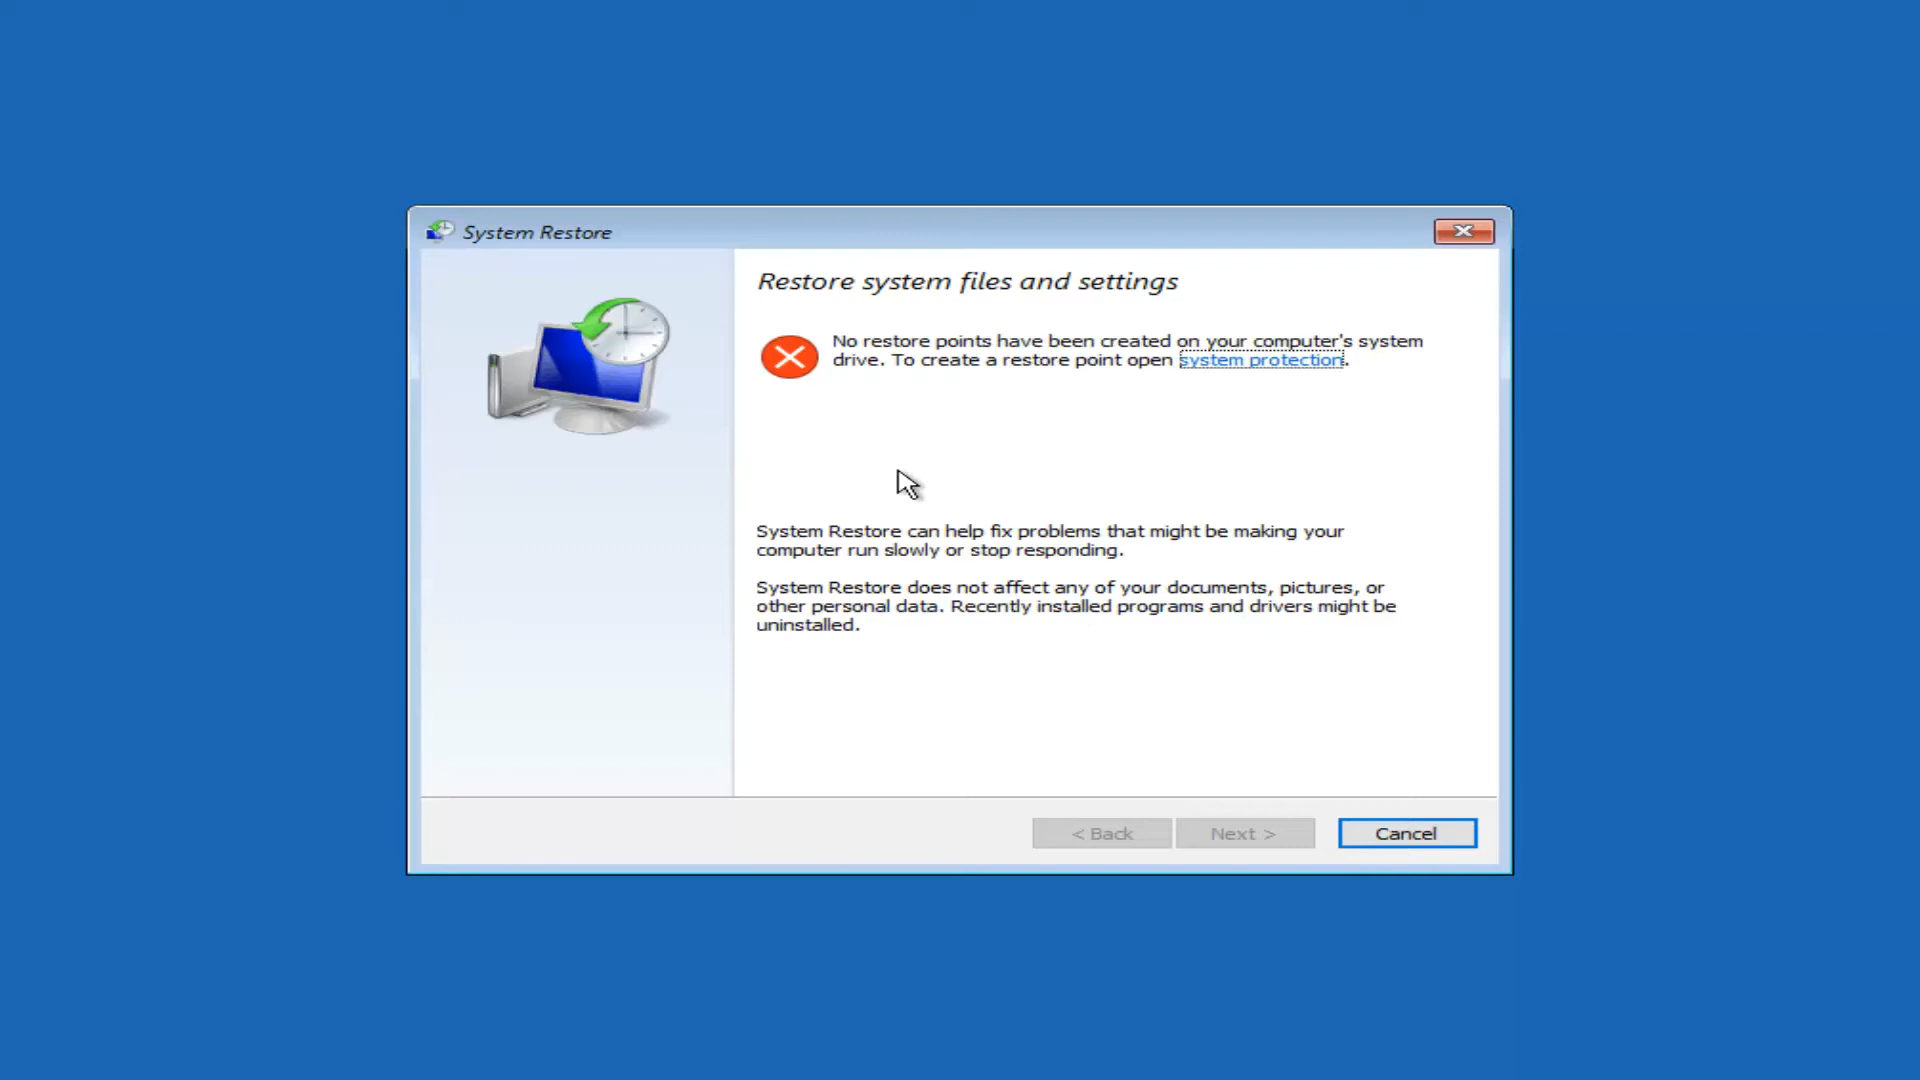 System Restore
Restore system files and settings
No restore points have been created on your computer's system
drive. To create a restore point open system protection.
System Restore can help fix problems that might be making your
computer run slowly or stop responding.
System Restore does not affect any of your documents, pictures, or
other personal data. Recently installed programs and drivers might be
uninstalled.
< Back Next > Cancel